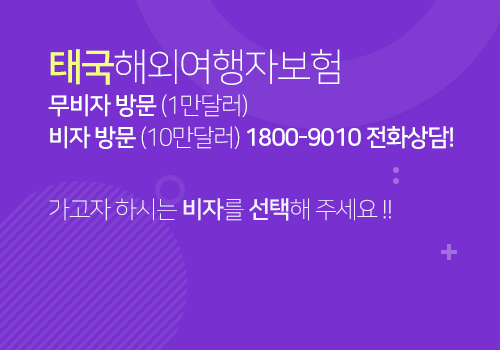 태국해외여행자보험
무비자 방문 (1만달러)
비자 방문 (10만달러) 1800-9010 전화상담!
가고자 하시는 비자를 선택해 주세요 !!